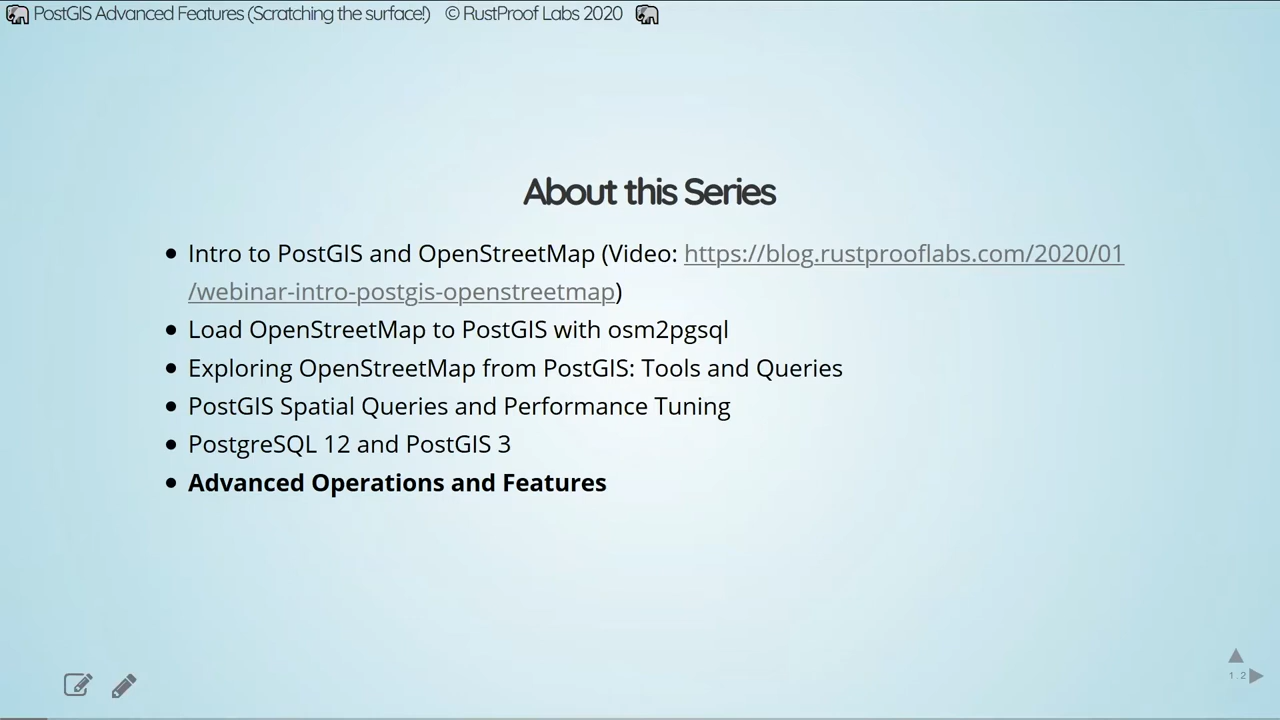 PostGIS Advanced Features (Scratching the surface!) © RustProof Labs 2020
About this Series
• Intro to PostGIS and OpenStreetMap (Video: https://blog.rustprooflabs.com/2020/01
/webinar-intro-postgis-openstreetmap)
• Load OpenStreetMap to PostGIS with osm2pgsql
• Exploring OpenStreetMap from PostGIS: Tools and Queries
• PostGIS Spatial Queries and Performance Tuning
• PostgreSQL 12 and PostGIS 3
• Advanced Operations and Features
1.2